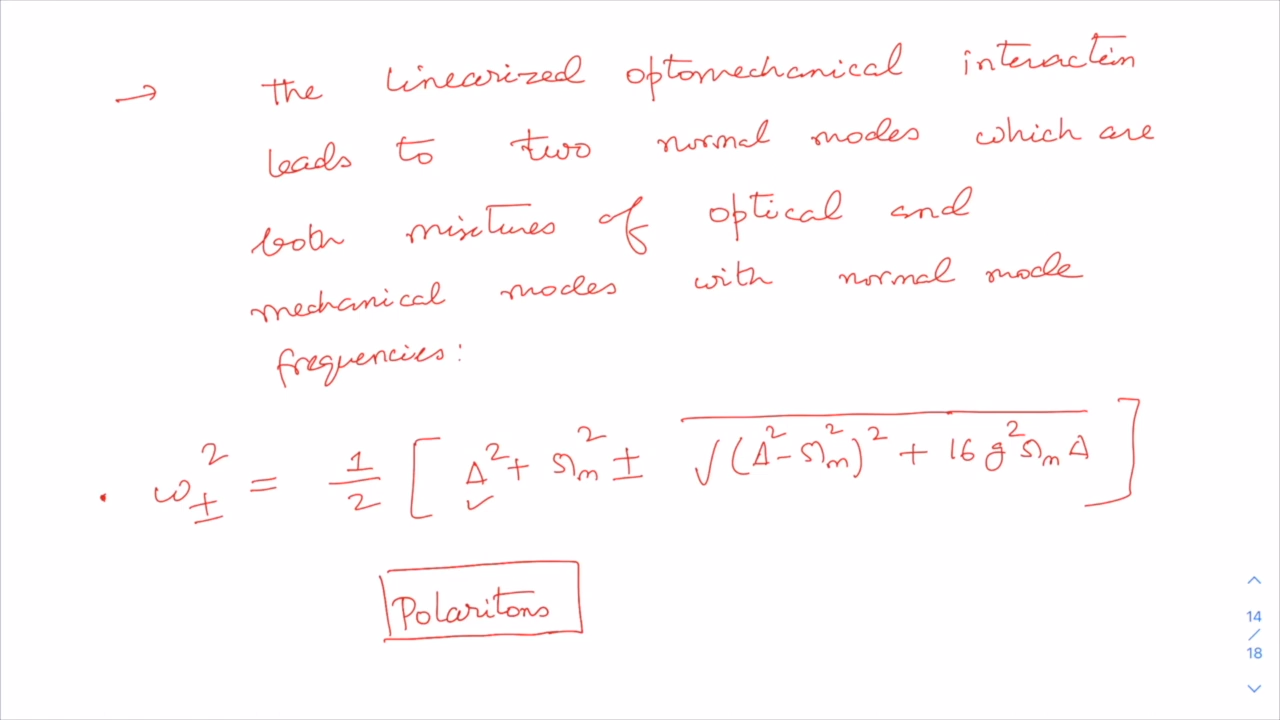 → the linearized optomechanical interaction
leads to two normal modes which are
both mixtures of optical and
mechanical modes with normal mode
frequencies:
• ω±² = 1/2 [ Δ² + Ωm² ± √((Δ² - Ωm²)² + 16 g² Ωm Δ) ]
Polaritons
14
/
18